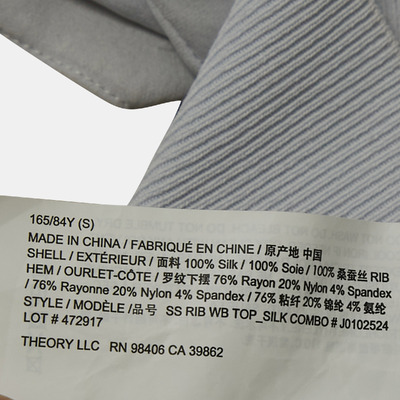 165/84Y (S)
MADE IN CHINA / FABRIQUÉ EN CHINE / 原产地 中国
SHELL / EXTÉRIEUR / 面料 100% Silk / 100% Soie / 100% 桑蚕丝 RIB
HEM / OURLET-CÔTE / 罗纹下摆 76% Rayon 20% Nylon 4% Spandex
/ 76% Rayonne 20% Nylon 4% Spandex / 76% 粘纤 20% 锦纶 4% 氨纶
STYLE / MODÈLE / 品号 SS RIB WB TOP_SILK COMBO # J0102524
LOT # 472917
THEORY LLC RN 98406 CA 39862